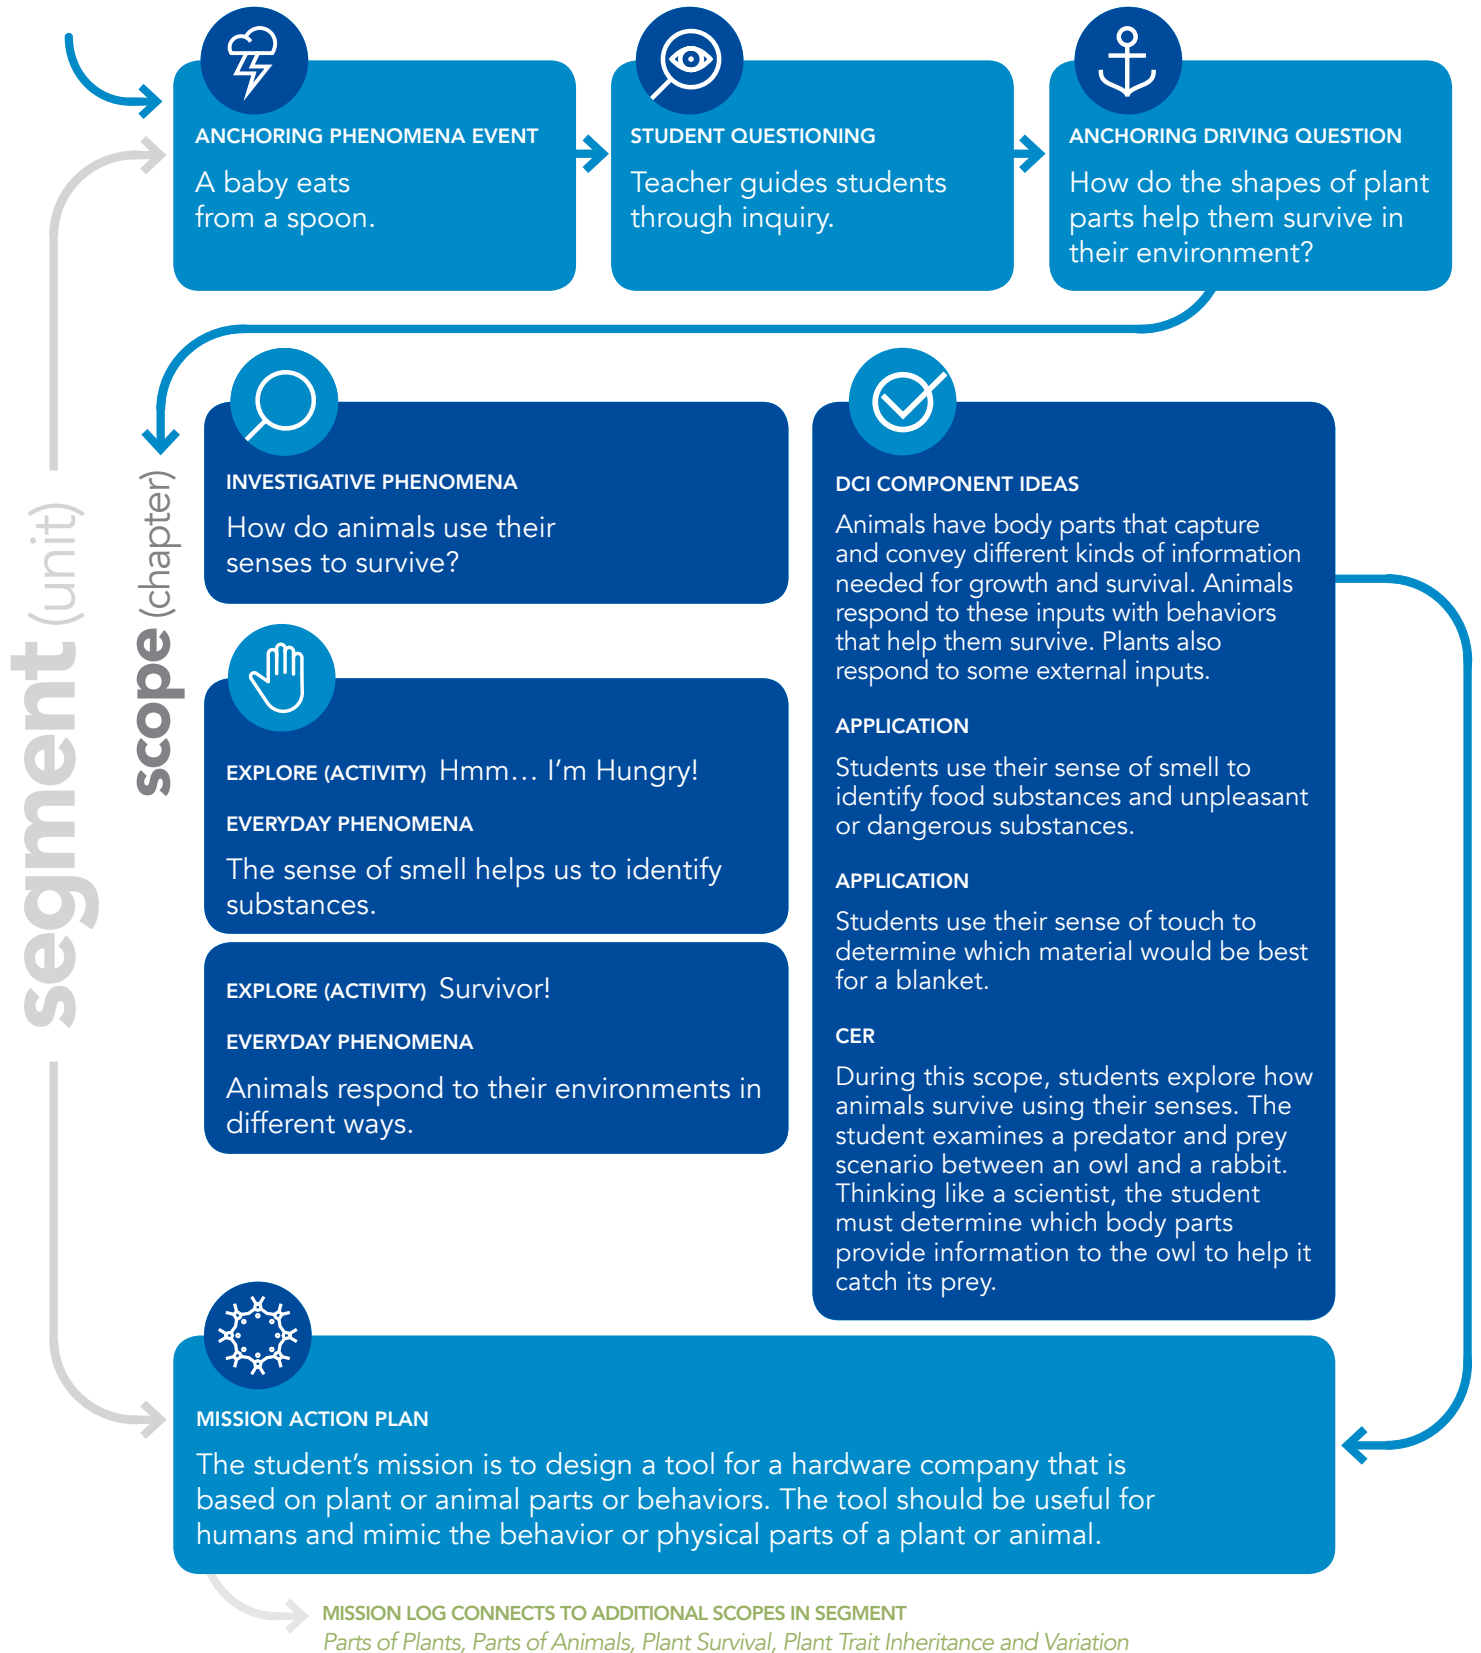 ANCHORING PHENOMENA EVENT
A baby eats
from a spoon.
STUDENT QUESTIONING
Teacher guides students
through inquiry.
ANCHORING DRIVING QUESTION
How do the shapes of plant
parts help them survive in
their environment?
segment (unit)
scope (chapter)
INVESTIGATIVE PHENOMENA
How do animals use their
senses to survive?
EXPLORE (ACTIVITY) Hmm… I’m Hungry!
EVERYDAY PHENOMENA
The sense of smell helps us to identify
substances.
EXPLORE (ACTIVITY) Survivor!
EVERYDAY PHENOMENA
Animals respond to their environments in
different ways.
DCI COMPONENT IDEAS
Animals have body parts that capture
and convey different kinds of information
needed for growth and survival. Animals
respond to these inputs with behaviors
that help them survive. Plants also
respond to some external inputs.
APPLICATION
Students use their sense of smell to
identify food substances and unpleasant
or dangerous substances.
APPLICATION
Students use their sense of touch to
determine which material would be best
for a blanket.
CER
During this scope, students explore how
animals survive using their senses. The
student examines a predator and prey
scenario between an owl and a rabbit.
Thinking like a scientist, the student
must determine which body parts
provide information to the owl to help it
catch its prey.
MISSION ACTION PLAN
The student’s mission is to design a tool for a hardware company that is
based on plant or animal parts or behaviors. The tool should be useful for
humans and mimic the behavior or physical parts of a plant or animal.
MISSION LOG CONNECTS TO ADDITIONAL SCOPES IN SEGMENT
Parts of Plants, Parts of Animals, Plant Survival, Plant Trait Inheritance and Variation